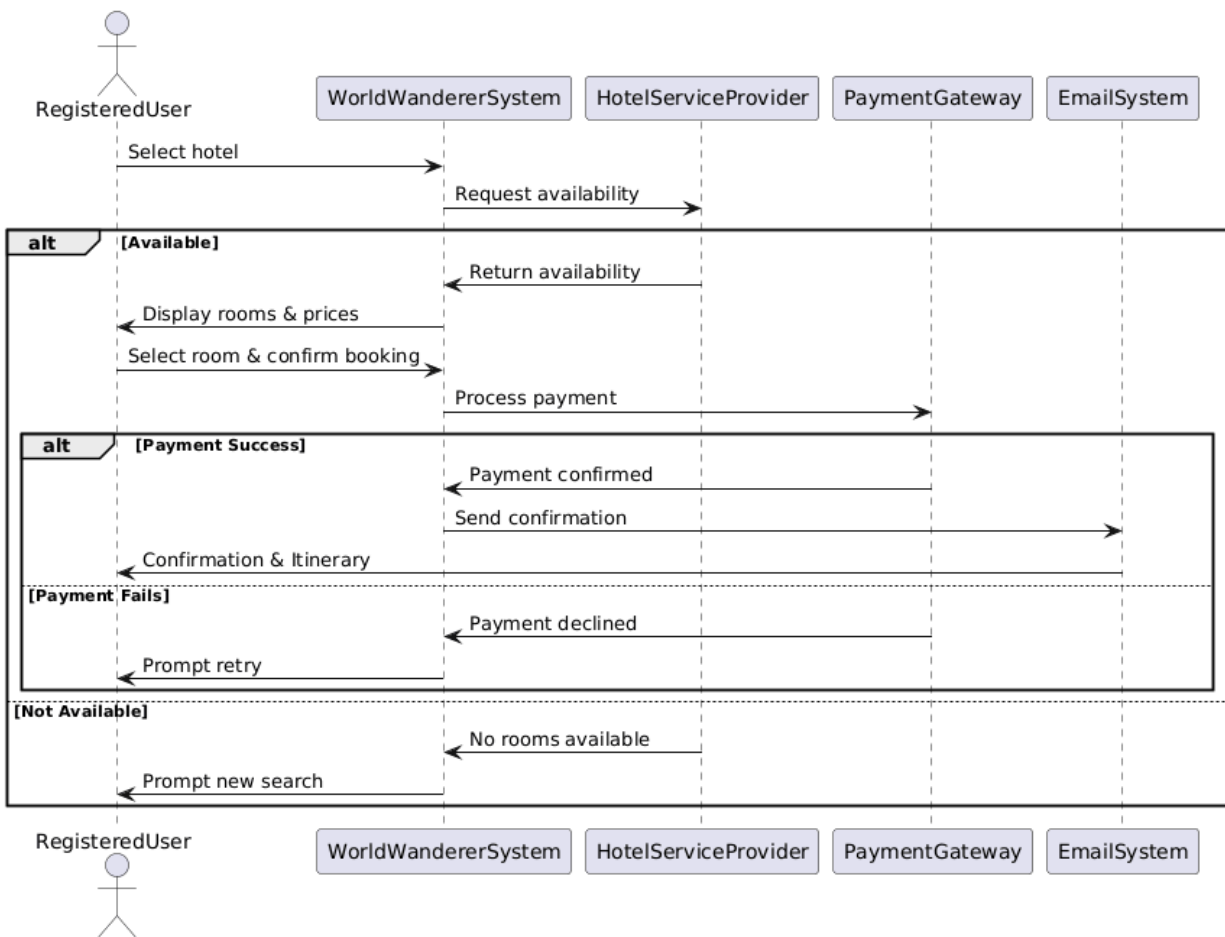 RegisteredUser
WorldWandererSystem
HotelServiceProvider
PaymentGateway
EmailSystem
Select hotel
Request availability
alt [Available]
Return availability
Display rooms & prices
Select room & confirm booking
Process payment
alt [Payment Success]
Payment confirmed
Send confirmation
Confirmation & Itinerary
[Payment Fails]
Payment declined
Prompt retry
[Not Available]
No rooms available
Prompt new search
RegisteredUser
WorldWandererSystem
HotelServiceProvider
PaymentGateway
EmailSystem